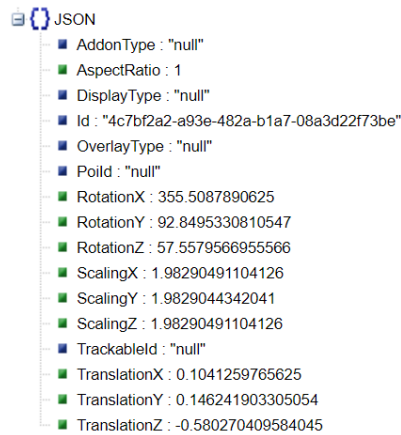 JSON
AddonType : "null"
AspectRatio : 1
DisplayType : "null"
Id : "4c7bf2a2-a93e-482a-b1a7-08a3d22f73be"
OverlayType : "null"
PoiId : "null"
RotationX : 355.5087890625
RotationY : 92.8495330810547
RotationZ : 57.5579566955566
ScalingX : 1.98290491104126
ScalingY : 1.9829044342041
ScalingZ : 1.98290491104126
TrackableId : "null"
TranslationX : 0.1041259765625
TranslationY : 0.146241903305054
TranslationZ : -0.580270409584045